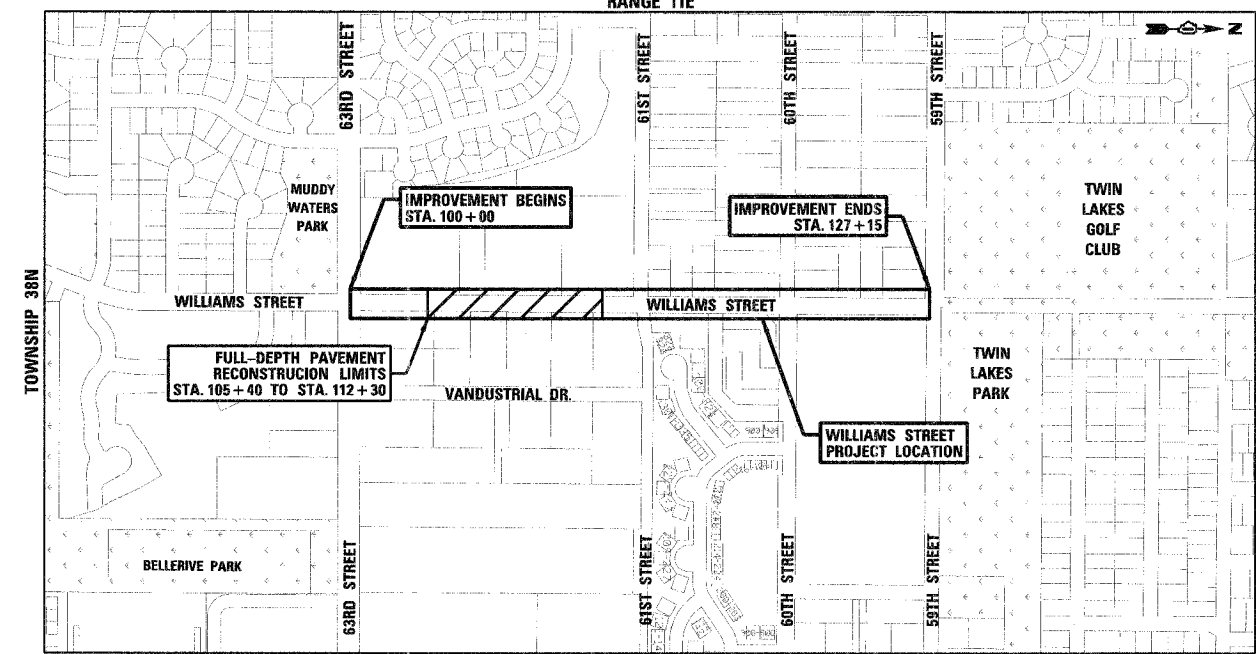 RANGE 11E
TOWNSHIP 38N
63RD STREET
61ST STREET
60TH STREET
59TH STREET
Z
MUDDY
WATERS
PARK
IMPROVEMENT BEGINS
STA. 100+00
IMPROVEMENT ENDS
STA. 127+15
TWIN
LAKES
GOLF
CLUB
WILLIAMS STREET
WILLIAMS STREET
FULL-DEPTH PAVEMENT
RECONSTRUCION LIMITS
STA. 105+40 TO STA. 112+30
VANDUSTRIAL DR.
TWIN
LAKES
PARK
WILLIAMS STREET
PROJECT LOCATION
BELLERIVE PARK
63RD STREET
61ST STREET
60TH STREET
59TH STREET